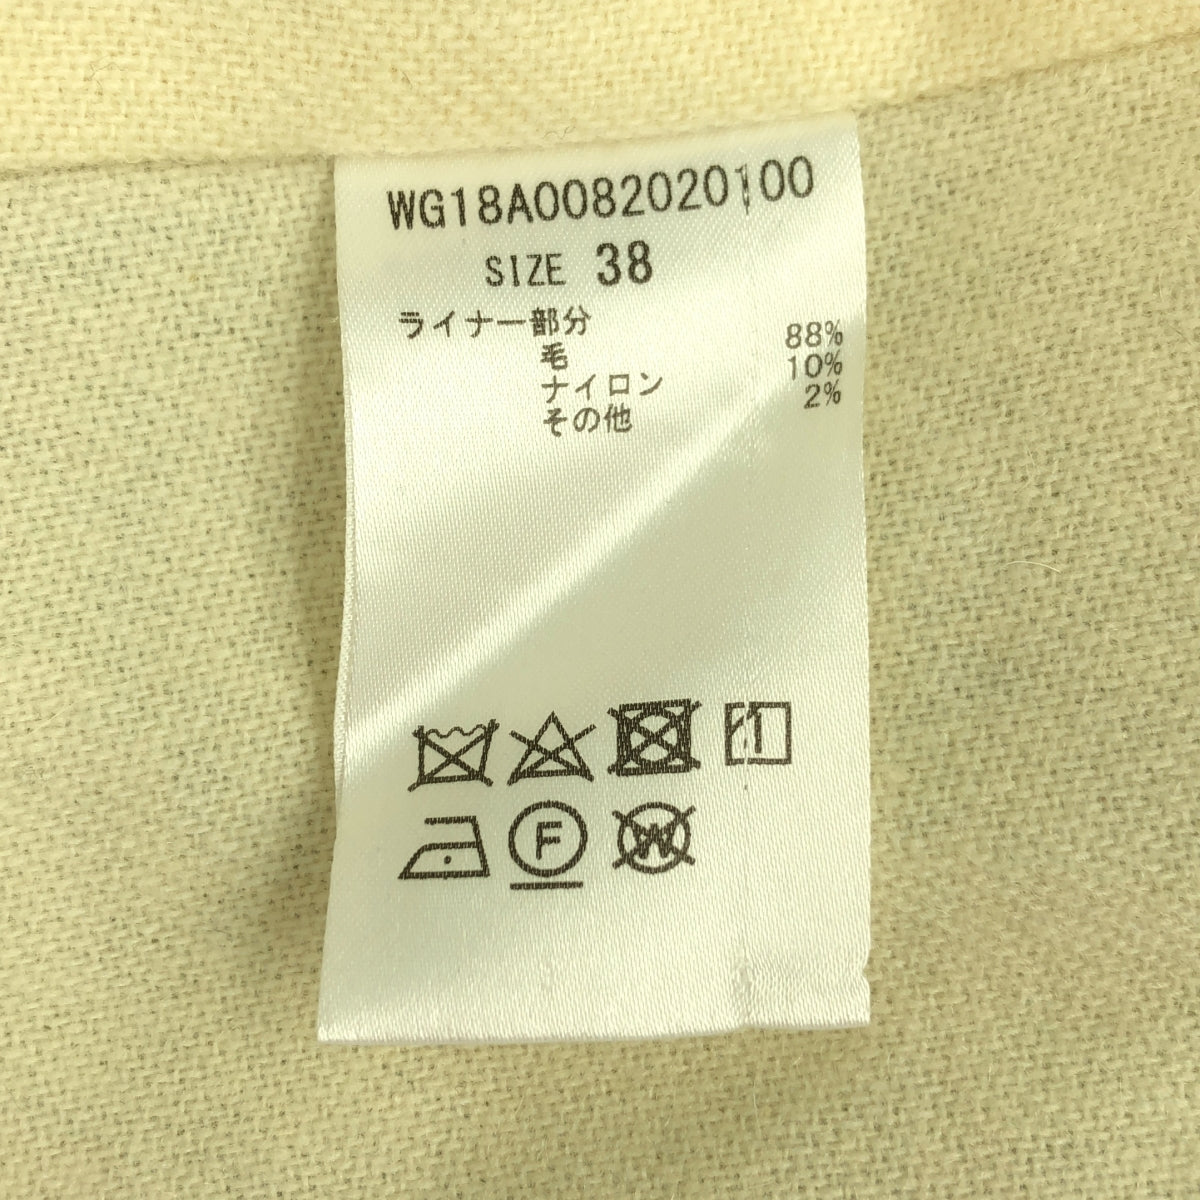 WG18A0082020100
SIZE 38
ライナー部分
毛 88%
ナイロン 10%
その他 2%
F W